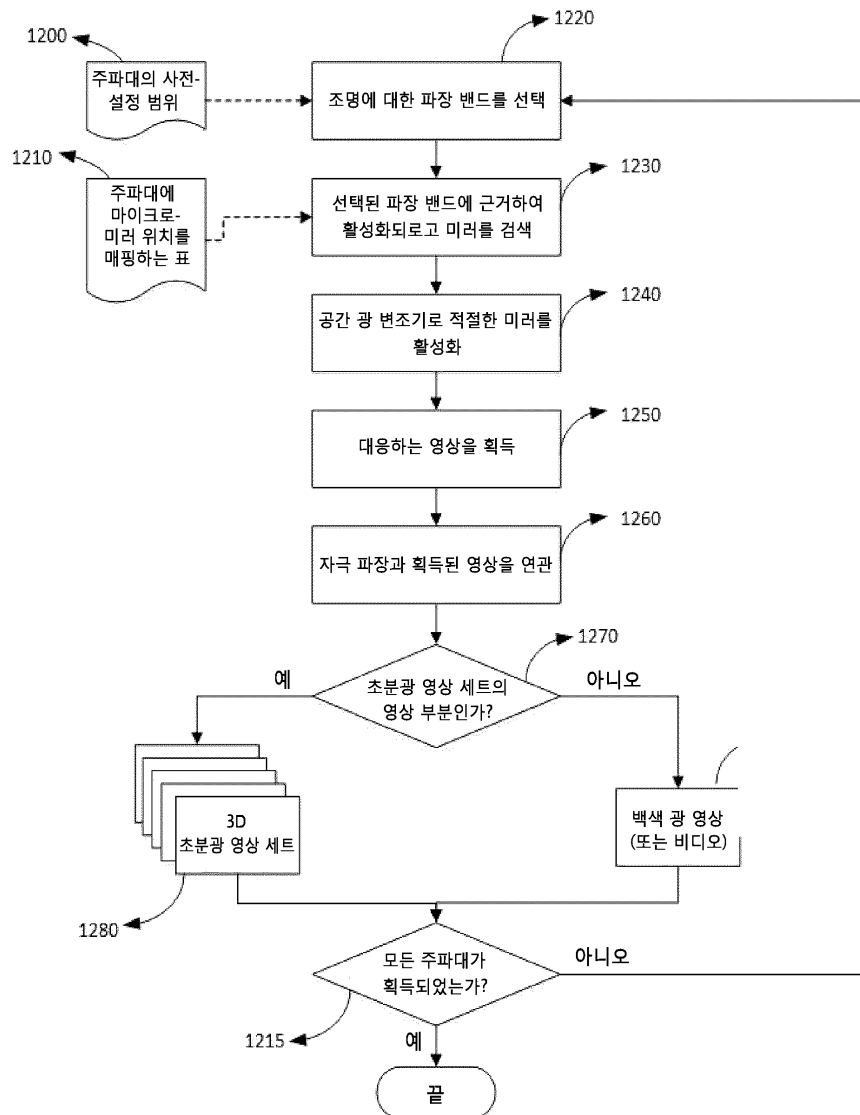 1200
주파대의 사전-
설정 범위
1220
조명에 대한 파장 밴드를 선택
1210
주파대에
마이크로-
미러 위치를
매핑하는 표
1230
선택된 파장 밴드에 근거하여
활성화되로고 미러를 검색
1240
공간 광 변조기로 적절한 미러를
활성화
1250
대응하는 영상을 획득
1260
자극 파장과 획득된 영상을 연관
1270
예
초분광 영상 세트의
영상 부분인가?
아니오
3D
초분광 영상 세트
1280
백색 광 영상
(또는 비디오)
모든 주파대가
획득되었는가?
아니오
1215
예
끝